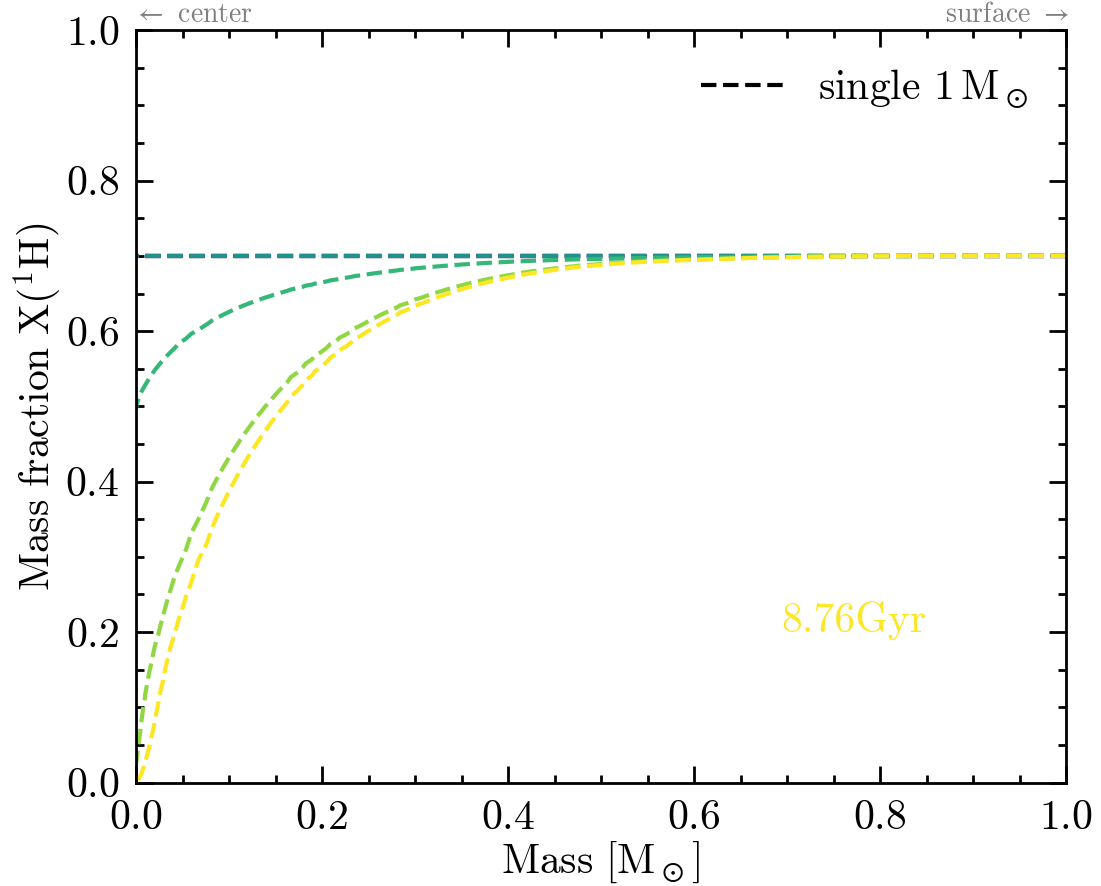 ← center surface →
single 1 M⊙
Mass fraction X(¹H)
1.0
0.8
0.6
0.4
0.2
0.0
8.76Gyr
0.0 0.2 0.4 0.6 0.8 1.0
Mass [M⊙]